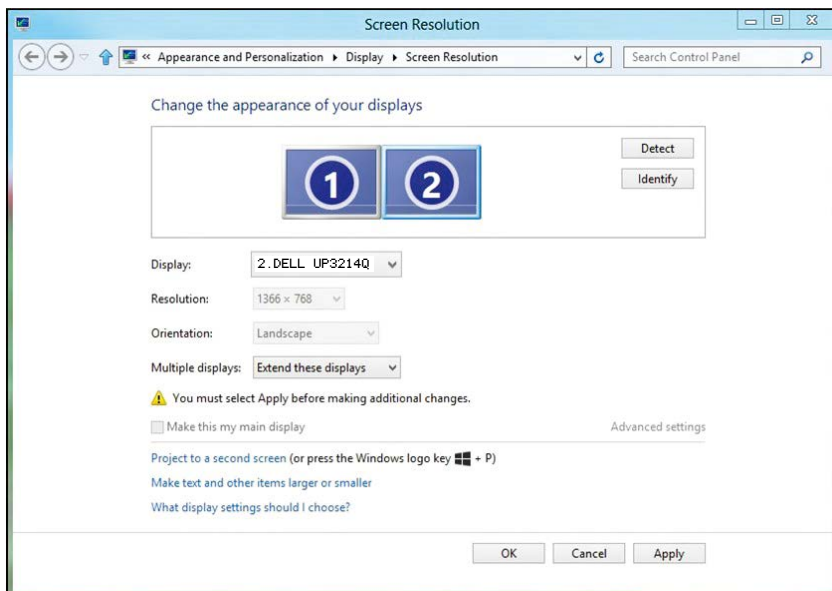 Screen Resolution
« Appearance and Personalization ▸ Display ▸ Screen Resolution
Search Control Panel
Change the appearance of your displays
1 2
Detect
Identify
Display: 2.DELL UP3214Q
Resolution: 1366 × 768
Orientation: Landscape
Multiple displays: Extend these displays
You must select Apply before making additional changes.
Make this my main display Advanced settings
Project to a second screen (or press the Windows logo key + P)
Make text and other items larger or smaller
What display settings should I choose?
OK Cancel Apply